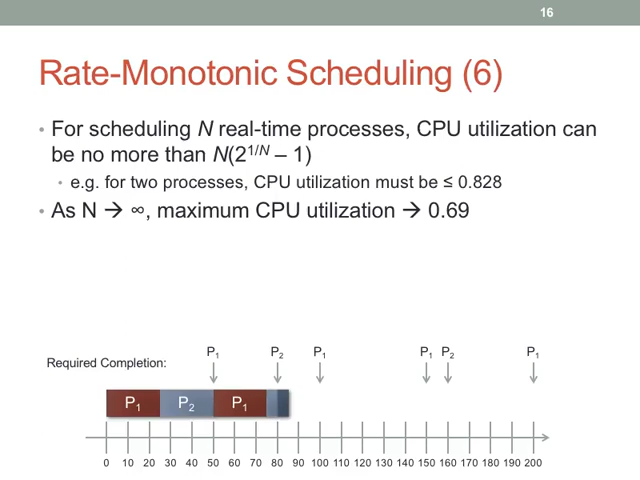 16
Rate-Monotonic Scheduling (6)
• For scheduling N real-time processes, CPU utilization can
be no more than N(2^1/N – 1)
• e.g. for two processes, CPU utilization must be ≤ 0.828
• As N → ∞, maximum CPU utilization → 0.69
P₁ P₂ P₁ P₁ P₂ P₁
Required Completion:
P₁ P₂ P₁
0 10 20 30 40 50 60 70 80 90 100 110 120 130 140 150 160 170 180 190 200